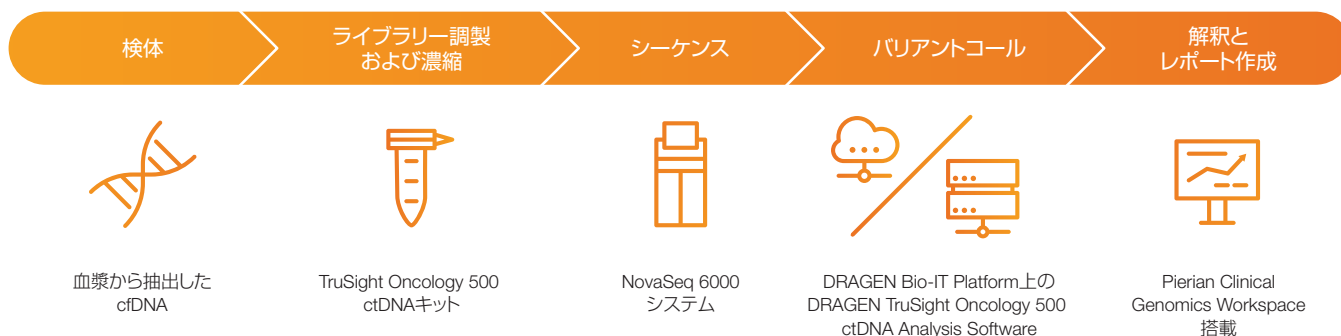 検体
ライブラリー調製
および濃縮
シーケンス
バリアントコール
解釈と
レポート作成
血漿から抽出した
cfDNA
TruSight Oncology 500
ctDNAキット
NovaSeq 6000
システム
DRAGEN Bio-IT Platform上の
DRAGEN TruSight Oncology 500
ctDNA Analysis Software
Pierian Clinical
Genomics Workspace
搭載